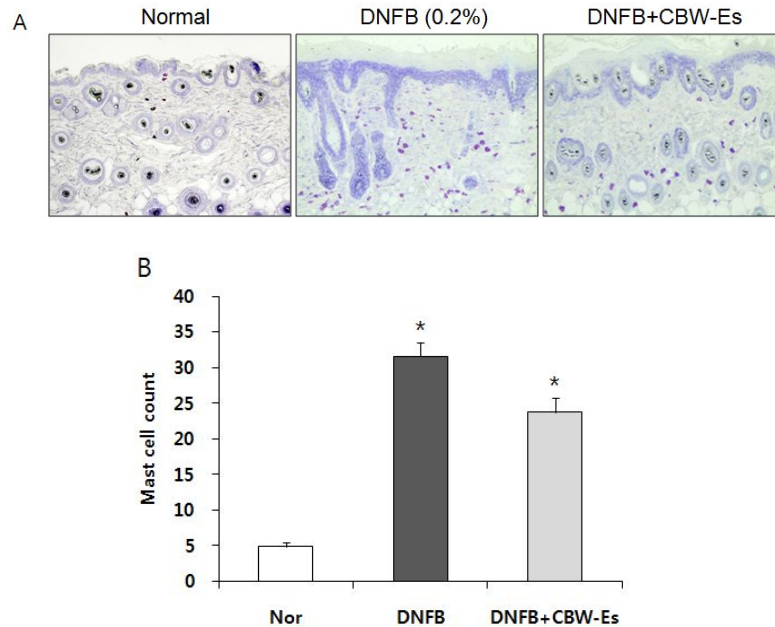 A
Normal
DNFB (0.2%)
DNFB+CBW-Es
B
Mast cell count
40
35
30
25
20
15
10
5
0
*
*
Nor
DNFB
DNFB+CBW-Es